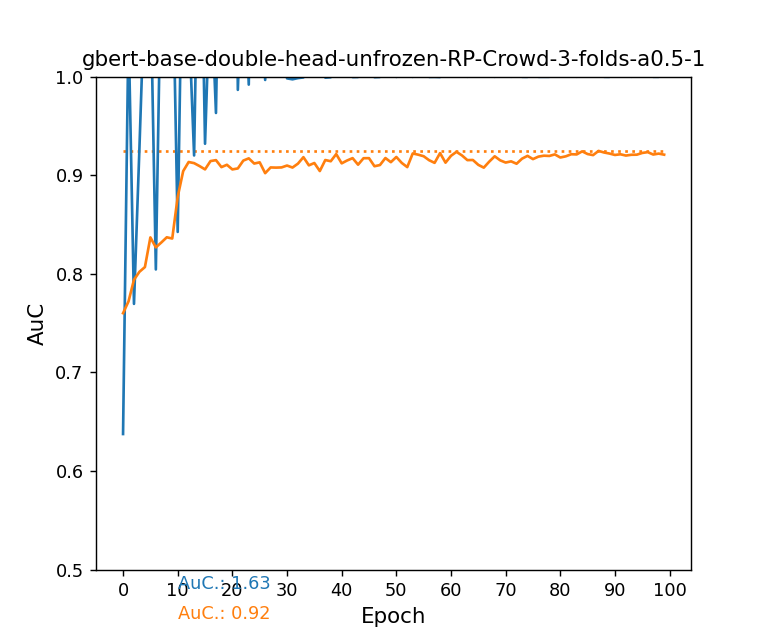 gbert-base-double-head-unfrozen-RP-Crowd-3-folds-a0.5-1
1.0
0.9
0.8
0.7
0.6
0.5
AuC
0 10 20 30 40 50 60 70 80 90 100
AuC.: 1.63
AuC.: 0.92
Epoch